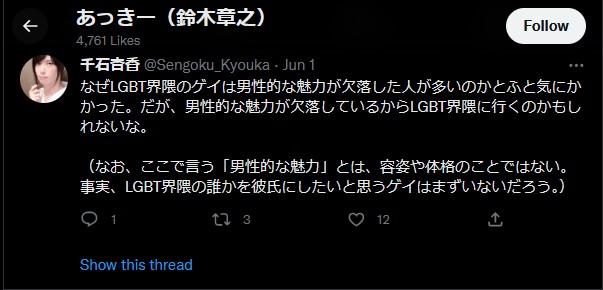 あっきー（鈴木章之）
4,761 Likes
Follow
千石杏香 @Sengoku_Kyouka · Jun 1
なぜLGBT界隈のゲイは男性的な魅力が欠落した人が多いのかとふと気にか
かった。だが、男性的な魅力が欠落しているからLGBT界隈に行くのかもし
れないな。
（なお、ここで言う「男性的な魅力」とは、容姿や体格のことではない。
事実、LGBT界隈の誰かを彼氏にしたいと思うゲイはまずいないだろう。）
1 3 12
Show this thread